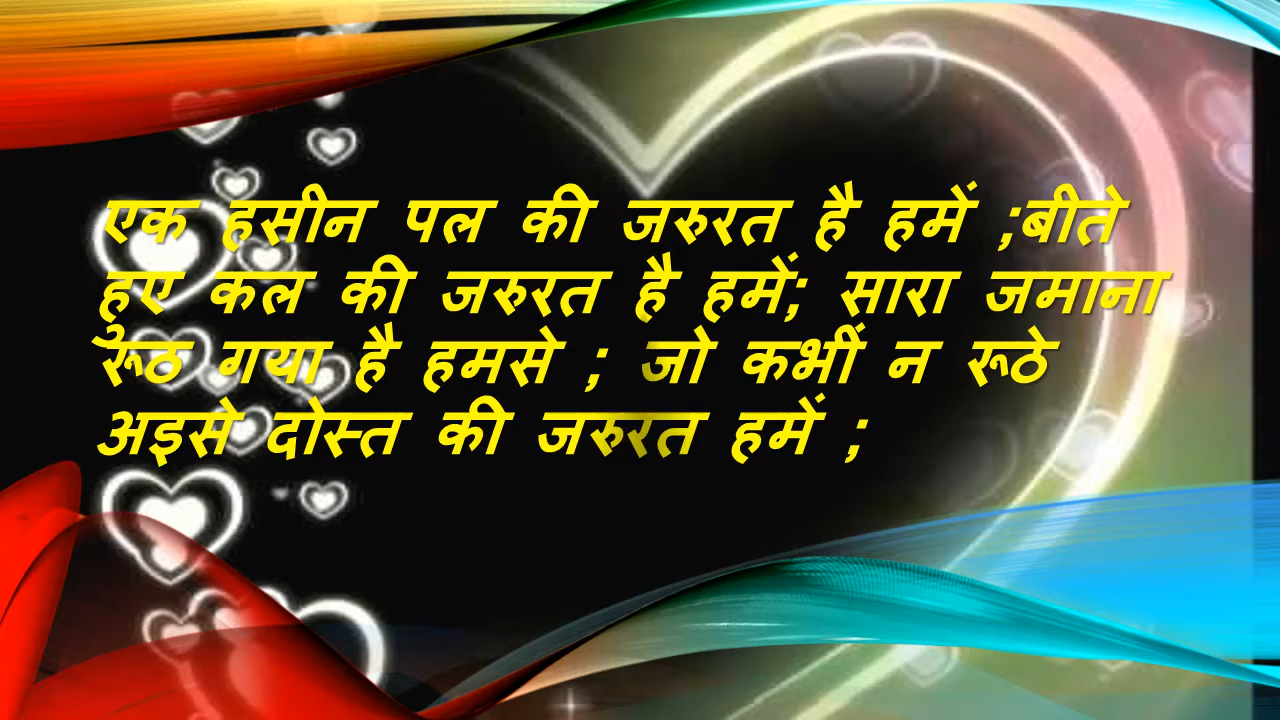 एक हसीन पल की जरुरत है हमें ;बीते
हुए कल की जरुरत है हमें; सारा जमाना
रूठ गया है हमसे ; जो कभीं न रूठे
अइसे दोस्त की जरुरत हमें ;